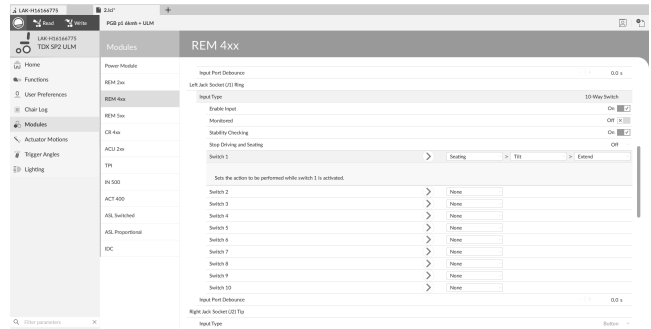 LAK-H16166775
2.lci*
+
Read
Write
PGB p1 6kmh + ULM
LAK-H16166775
TDX SP2 ULM
Home
Functions
User Preferences
Chair Log
Modules
Actuator Motions
Trigger Angles
Lighting
Filter parameters
Modules
Power Module
REM 2xx
REM 4xx
REM 5xx
CR 4xx
ACU 2xx
TPI
IN 500
ACT 400
ASL Switched
ASL Proportional
IDC
REM 4xx
Input Port Debounce 0.0 s
Left Jack Socket (J1) Ring
Input Type 10-Way Switch
Enable Input On
Monitored Off
Stability Checking On
Stop Driving and Seating Off
Switch 1 Seating > Tilt > Extend
Sets the action to be performed while switch 1 is activated.
Switch 2 None
Switch 3 None
Switch 4 None
Switch 5 None
Switch 6 None
Switch 7 None
Switch 8 None
Switch 9 None
Switch 10 None
Input Port Debounce 0.0 s
Right Jack Socket (J2) Tip
Input Type Button